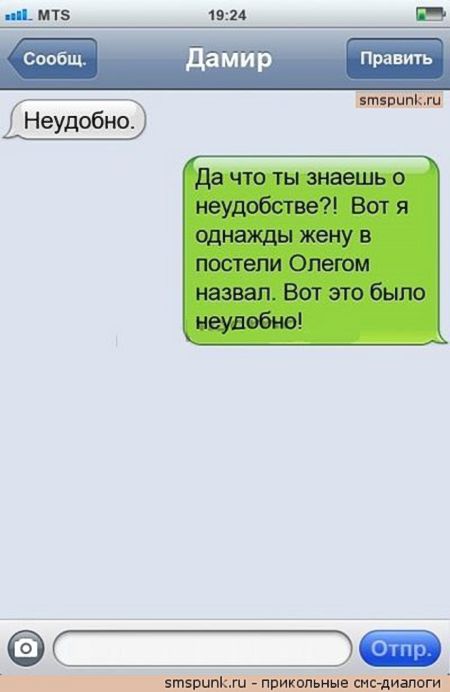 MTS 19:24
Сообщ. Дамир Править
smspunk.ru
Неудобно.
Да что ты знаешь о
неудобстве?! Вот я
однажды жену в
постели Олегом
назвал. Вот это было
неудобно!
Отпр.
smspunk.ru - прикольные смс-диалоги